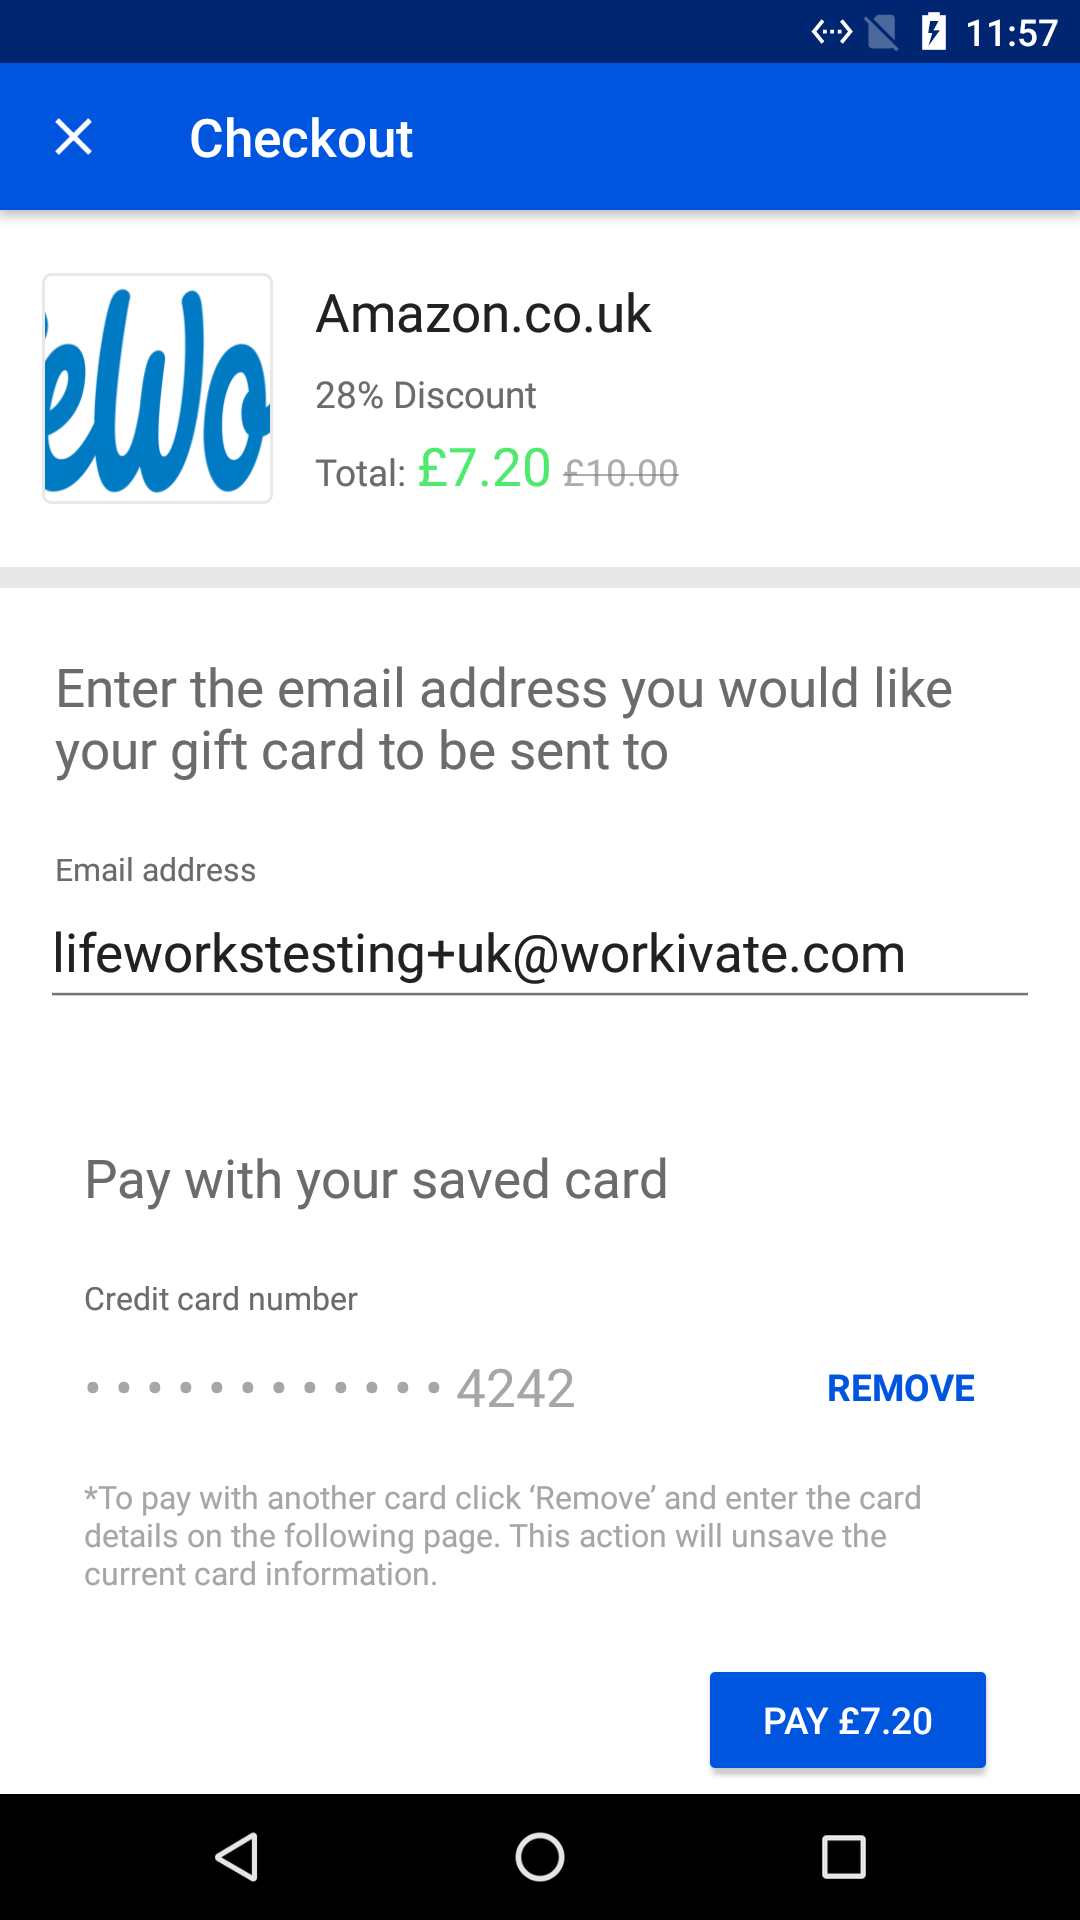 11:57
Checkout
eWo
Amazon.co.uk
28% Discount
Total: £7.20 £10.00
Enter the email address you would like
your gift card to be sent to
Email address
lifeworkstesting+uk@workivate.com
Pay with your saved card
Credit card number
• • • • • • • • • • • • 4242
REMOVE
*To pay with another card click ‘Remove’ and enter the card
details on the following page. This action will unsave the
current card information.
PAY £7.20